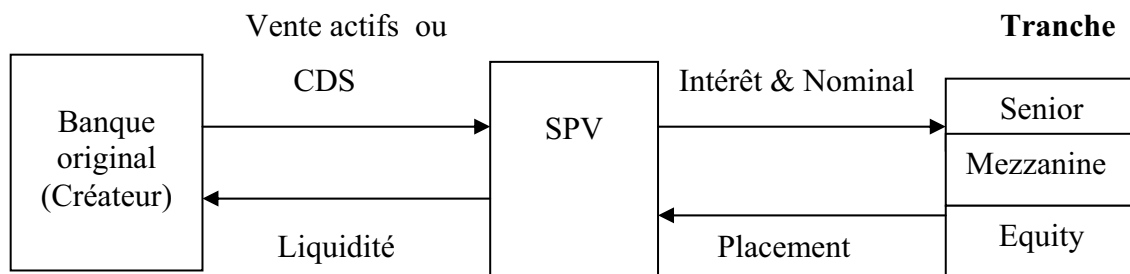 Vente actifs ou
CDS
Tranche
Banque
original
(Créateur)
SPV
Intérêt & Nominal
Senior
Mezzanine
Equity
Liquidité
Placement